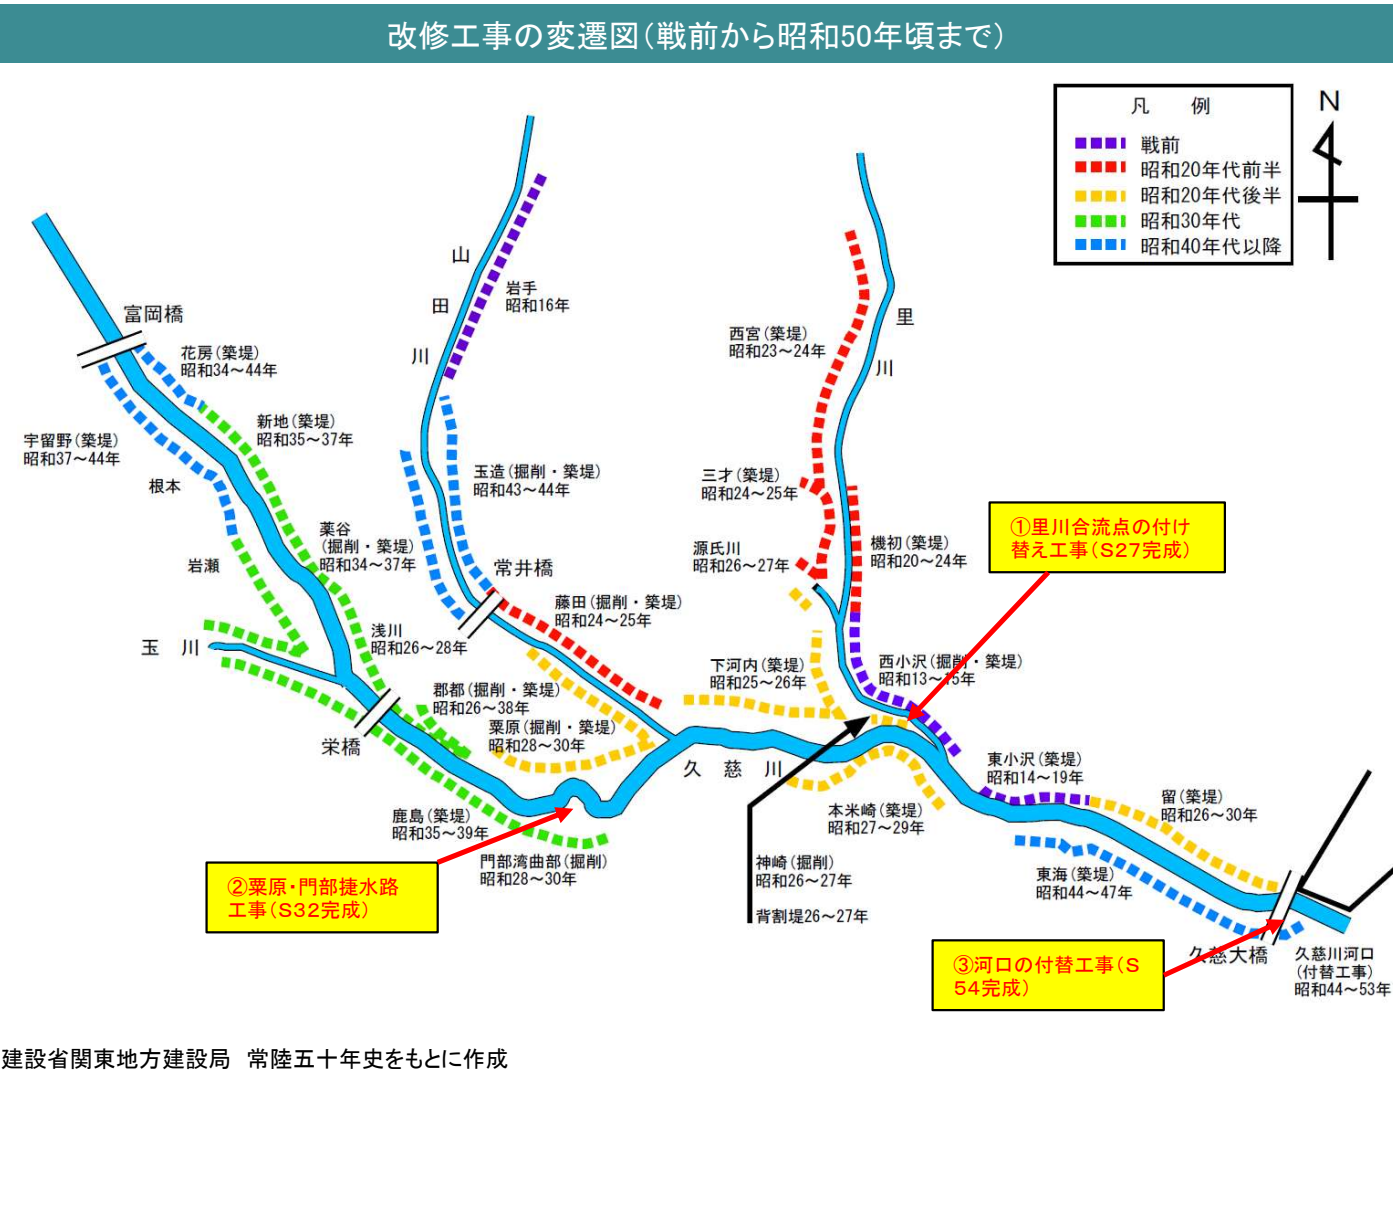 改修工事の変遷図(戦前から昭和50年頃まで)
凡 例
戦前
昭和20年代前半
昭和20年代後半
昭和30年代
昭和40年代以降
N
山田川
岩手
昭和16年
里川
西宮(築堤)
昭和23～24年
富岡橋
花房(築堤)
昭和34～44年
新地(築堤)
昭和35～37年
宇留野(築堤)
昭和37～44年
根本
玉造(掘削・築堤)
昭和43～44年
三才(築堤)
昭和24～25年
①里川合流点の付け
替え工事(S27完成)
薬谷
(掘削・築堤)
昭和34～37年
岩瀬
常井橋
源氏川
昭和26～27年
機初(築堤)
昭和20～24年
藤田(掘削・築堤)
昭和24～25年
玉 川
浅川
昭和26～28年
下河内(築堤)
昭和25～26年
西小沢(掘削・築堤)
昭和13～15年
郡都(掘削・築堤)
昭和26～38年
粟原(掘削・築堤)
昭和28～30年
栄橋
久 慈 川
東小沢(築堤)
昭和14～19年
留(築堤)
昭和26～30年
鹿島(築堤)
昭和35～39年
本米崎(築堤)
昭和27～29年
門部湾曲部(掘削)
昭和28～30年
神崎(掘削)
昭和26～27年
背割堤26～27年
東海(築堤)
昭和44～47年
②粟原・門部捷水路
工事(S32完成)
③河口の付替工事(S
54完成)
久慈大橋
久慈川河口
(付替工事)
昭和44～53年
建設省関東地方建設局 常陸五十年史をもとに作成